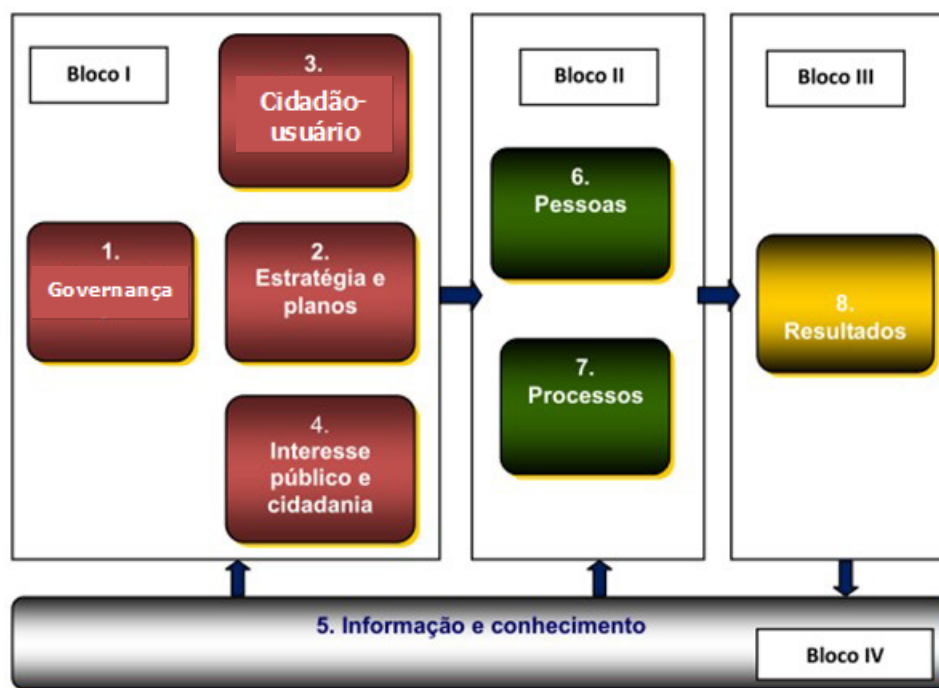 Bloco I
3.
Cidadão-
usuário
1.
Governança
2.
Estratégia e
planos
4.
Interesse
público e
cidadania
Bloco II
6.
Pessoas
7.
Processos
Bloco III
8.
Resultados
5. Informação e conhecimento
Bloco IV